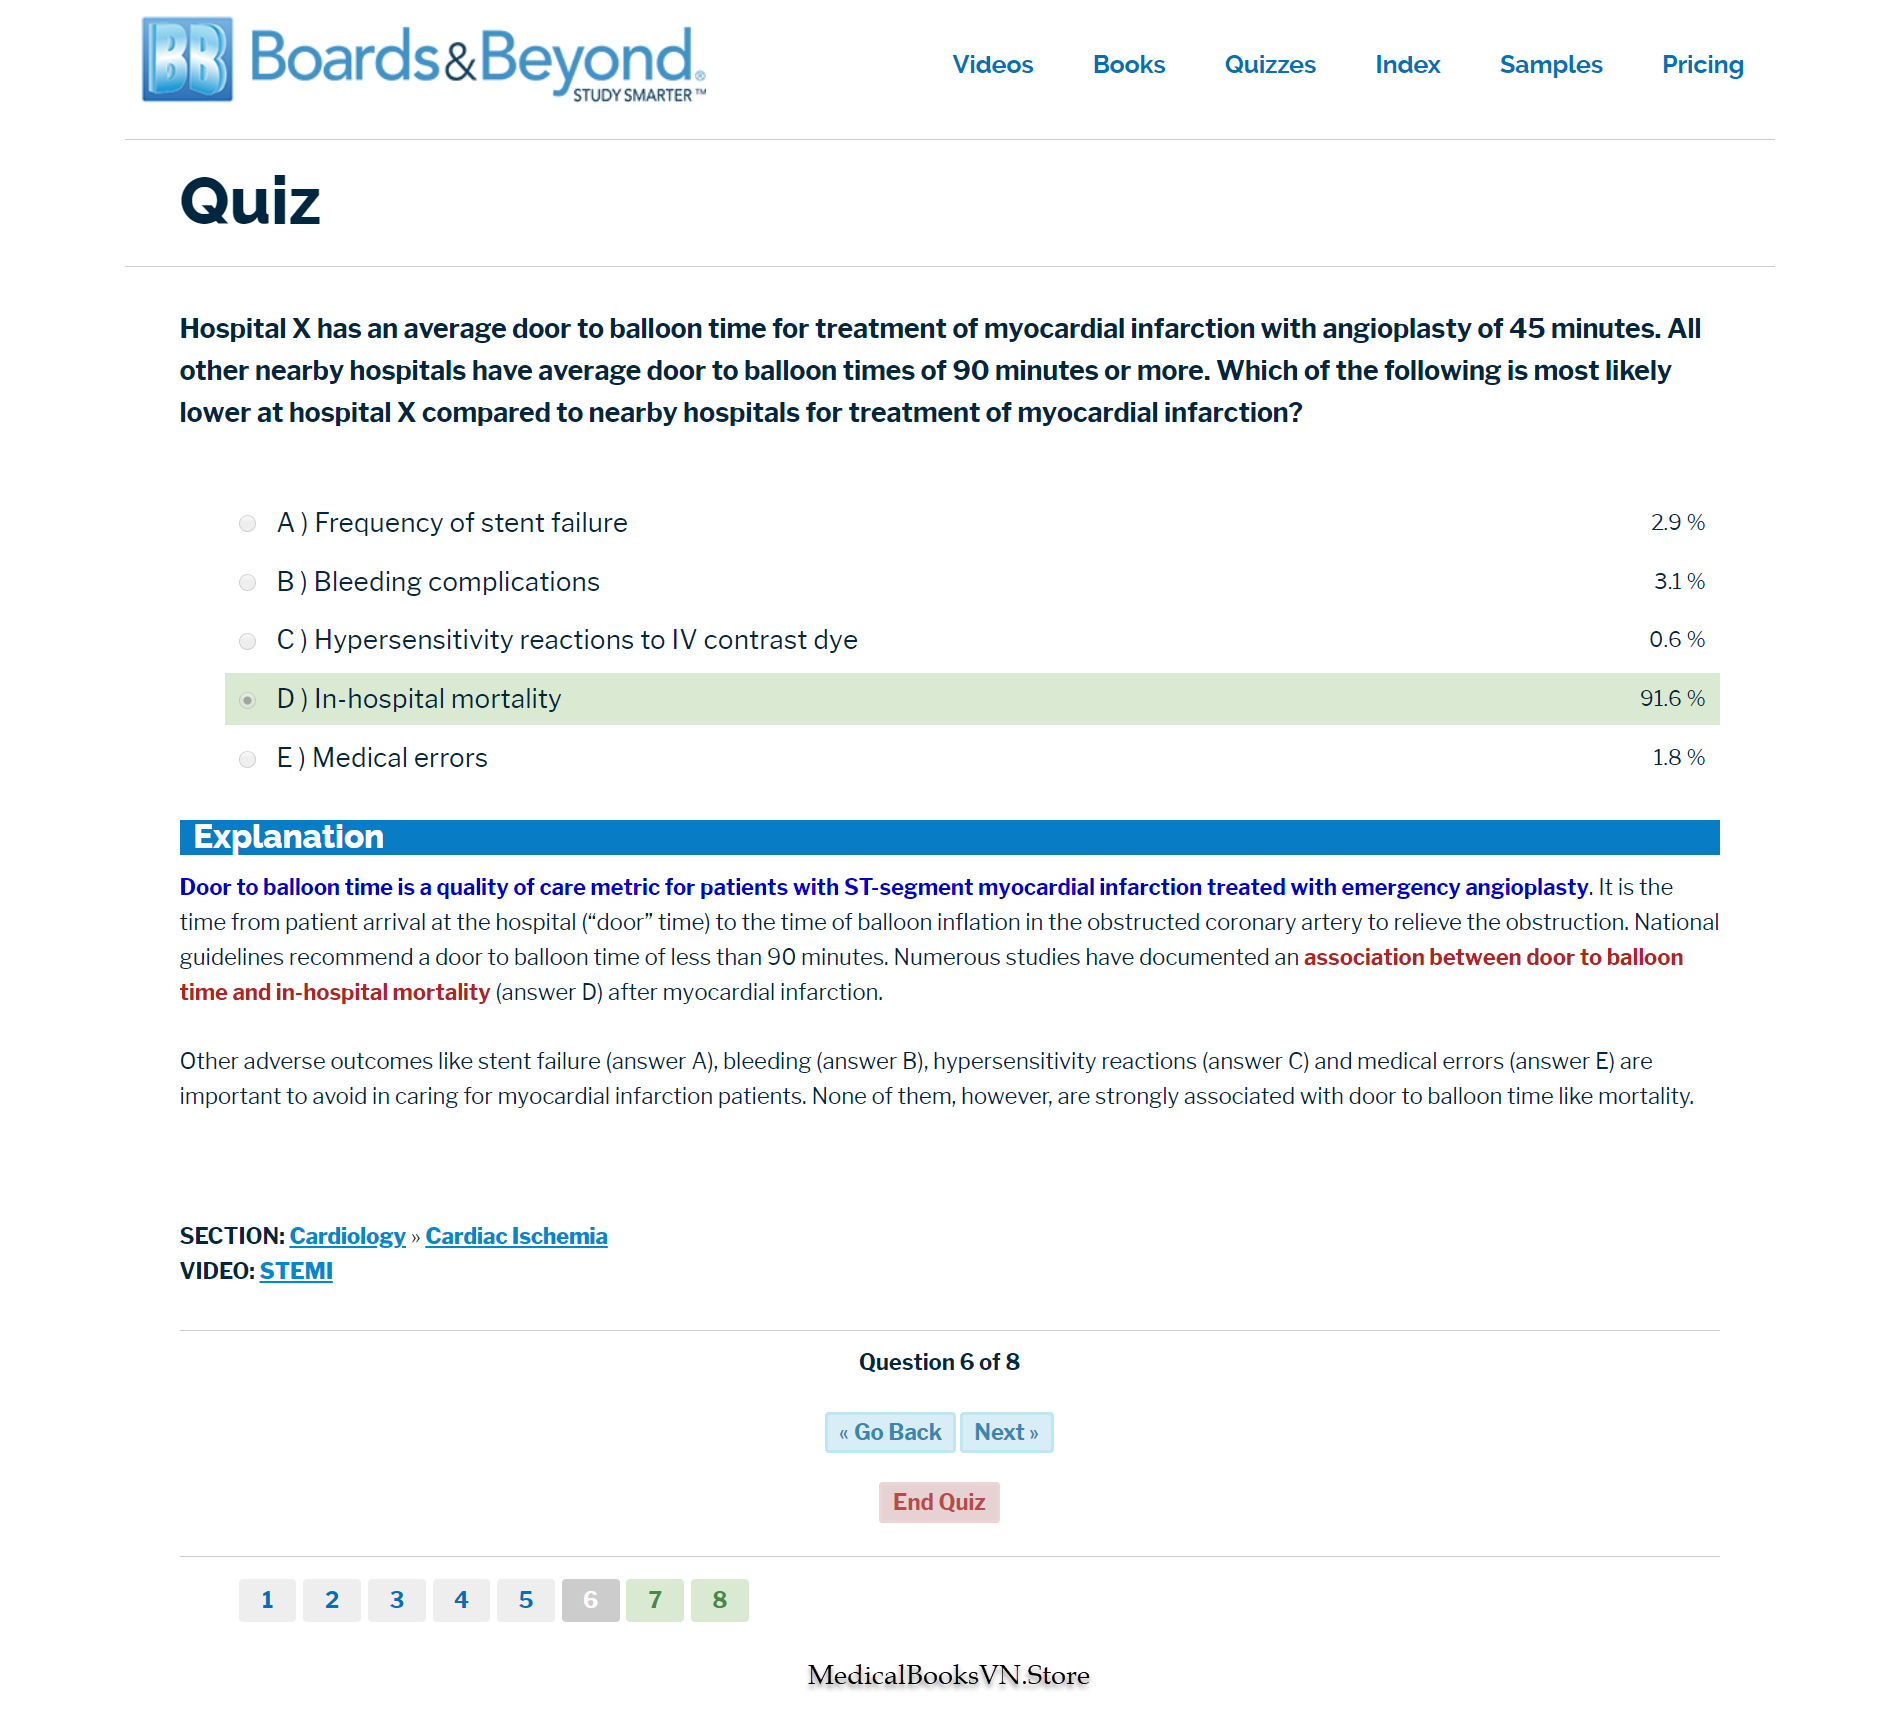 BB Boards&Beyond®
STUDY SMARTER™
Videos Books Quizzes Index Samples Pricing
Quiz
Hospital X has an average door to balloon time for treatment of myocardial infarction with angioplasty of 45 minutes. All
other nearby hospitals have average door to balloon times of 90 minutes or more. Which of the following is most likely
lower at hospital X compared to nearby hospitals for treatment of myocardial infarction?
A ) Frequency of stent failure 2.9 %
B ) Bleeding complications 3.1 %
C ) Hypersensitivity reactions to IV contrast dye 0.6 %
D ) In-hospital mortality 91.6 %
E ) Medical errors 1.8 %
Explanation
Door to balloon time is a quality of care metric for patients with ST-segment myocardial infarction treated with emergency angioplasty. It is the
time from patient arrival at the hospital (“door” time) to the time of balloon inflation in the obstructed coronary artery to relieve the obstruction. National
guidelines recommend a door to balloon time of less than 90 minutes. Numerous studies have documented an association between door to balloon
time and in-hospital mortality (answer D) after myocardial infarction.
Other adverse outcomes like stent failure (answer A), bleeding (answer B), hypersensitivity reactions (answer C) and medical errors (answer E) are
important to avoid in caring for myocardial infarction patients. None of them, however, are strongly associated with door to balloon time like mortality.
SECTION: Cardiology » Cardiac Ischemia
VIDEO: STEMI
Question 6 of 8
« Go Back Next »
End Quiz
1 2 3 4 5 6 7 8
MedicalBooksVN.Store